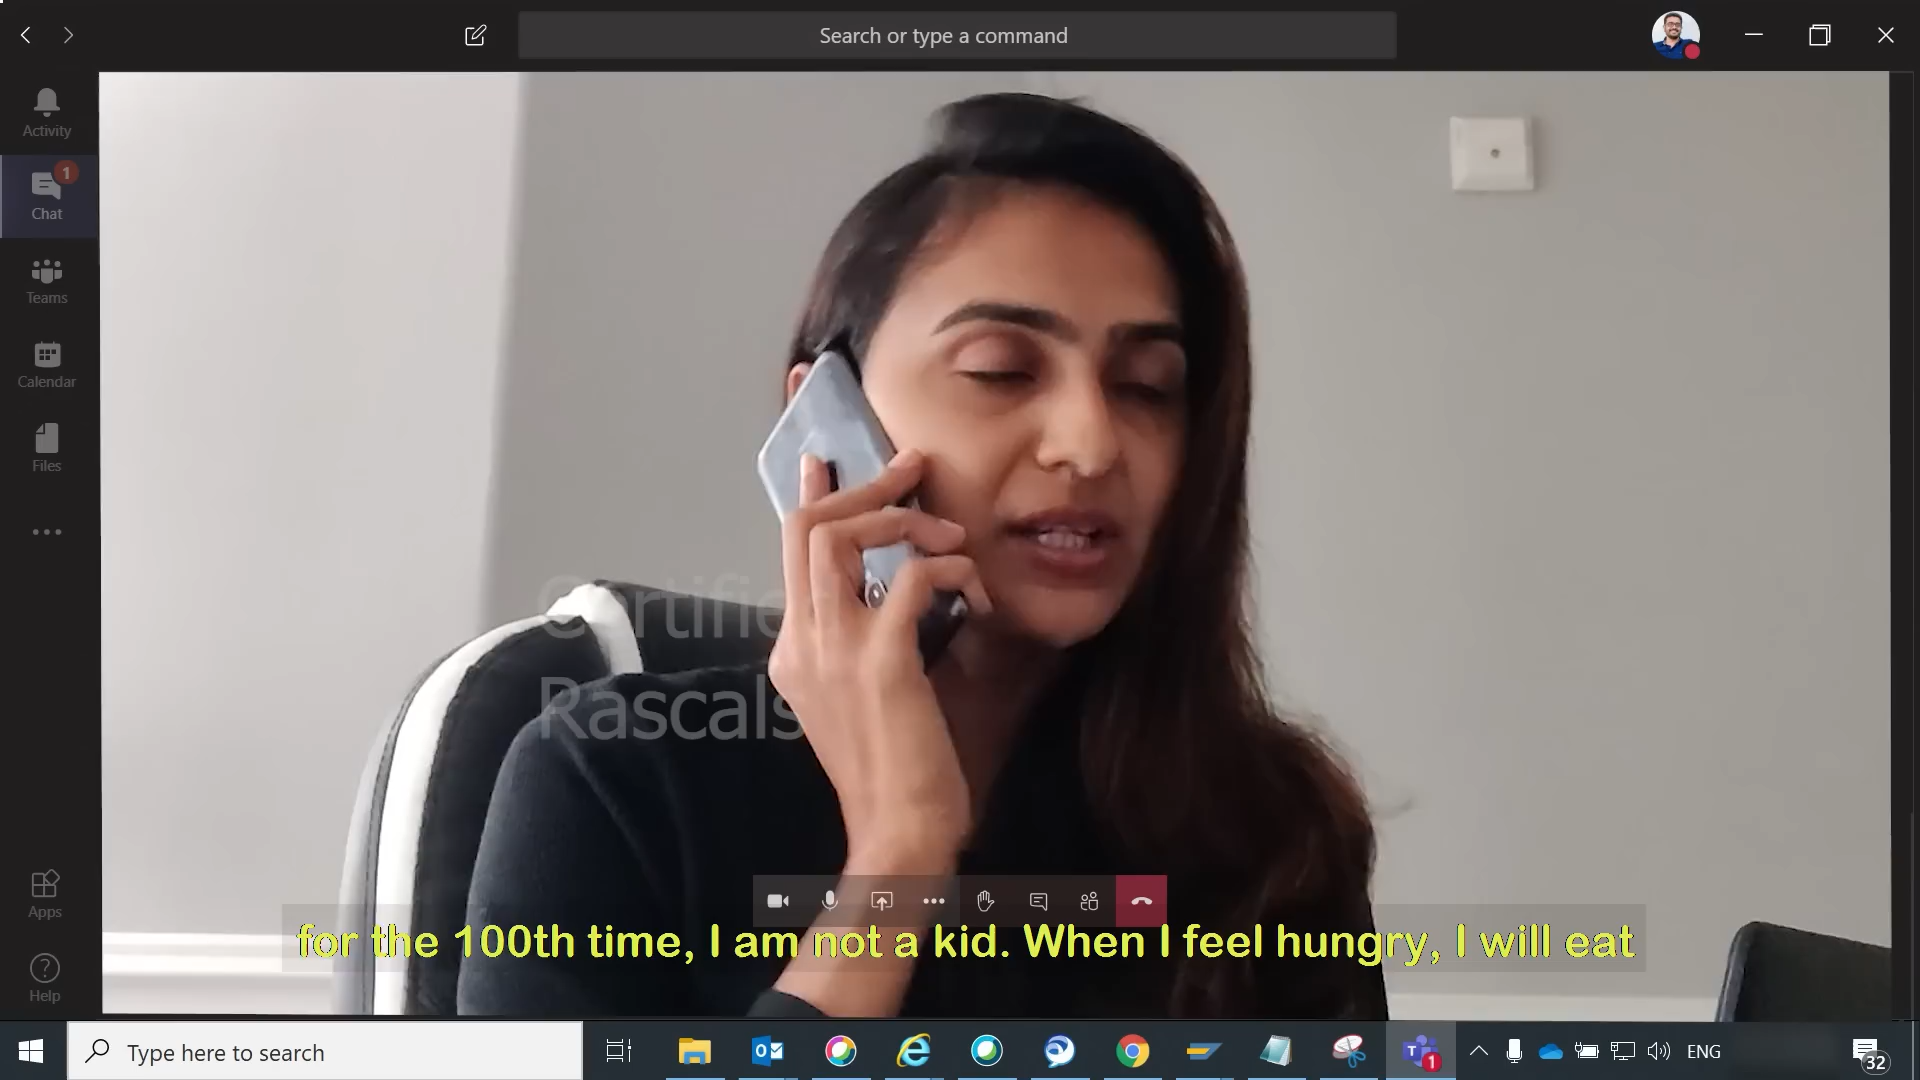 Search or type a command
Activity
1
Chat
Teams
Calendar
Files
Apps
Help
Certified
Rascals
for the 100th time, I am not a kid. When I feel hungry, I will eat
Type here to search
1
ENG
32